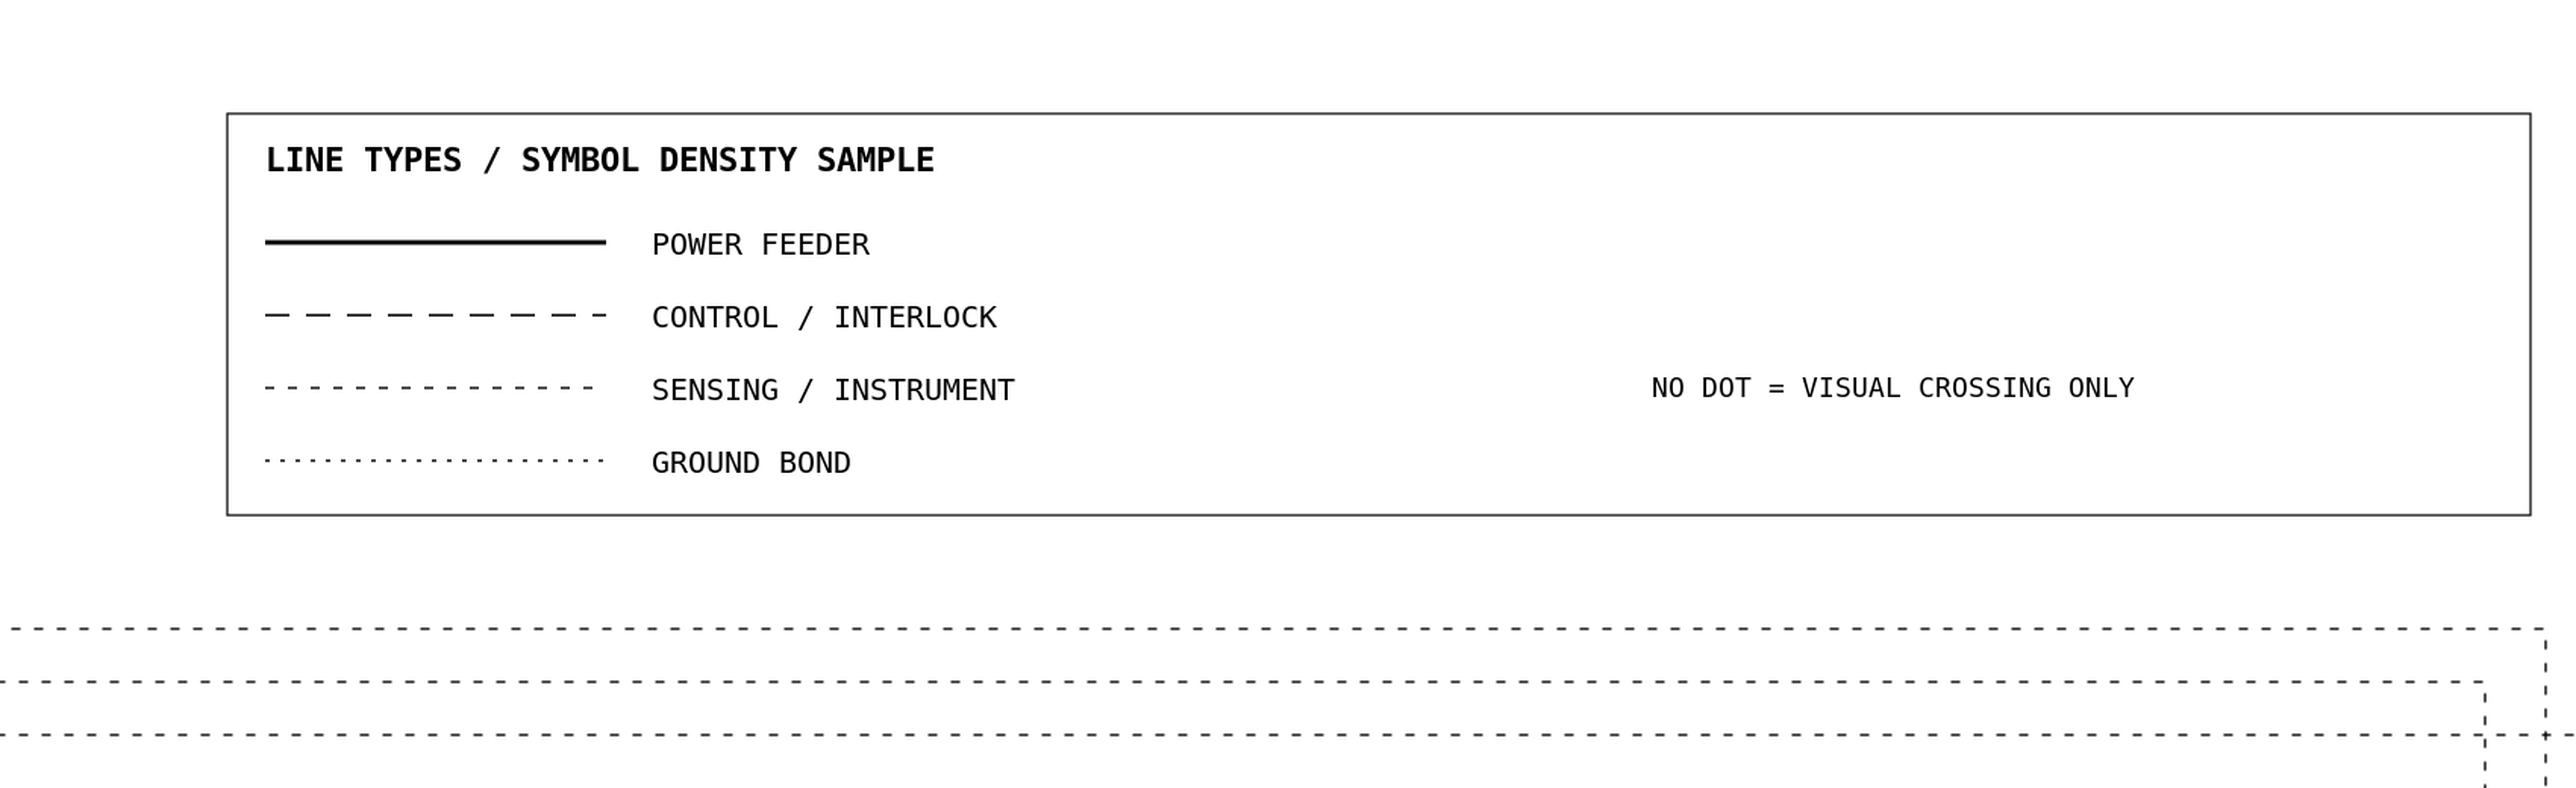 LINE TYPES / SYMBOL DENSITY SAMPLE
POWER FEEDER
CONTROL / INTERLOCK
SENSING / INSTRUMENT
NO DOT = VISUAL CROSSING ONLY
GROUND BOND